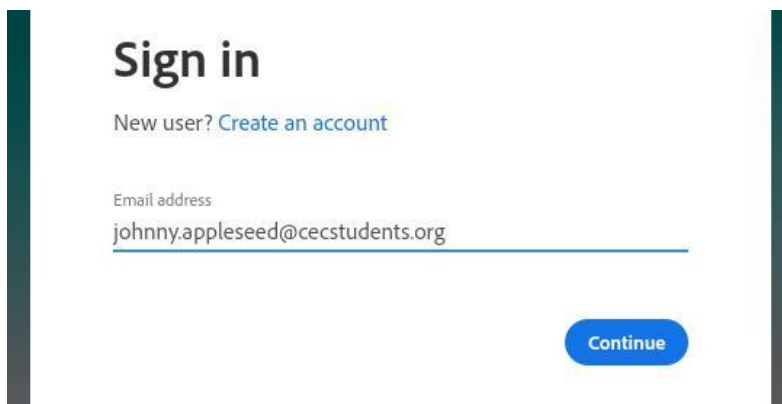 Sign in
New user? Create an account
Email address
johnny.appleseed@cecstudents.org
Continue